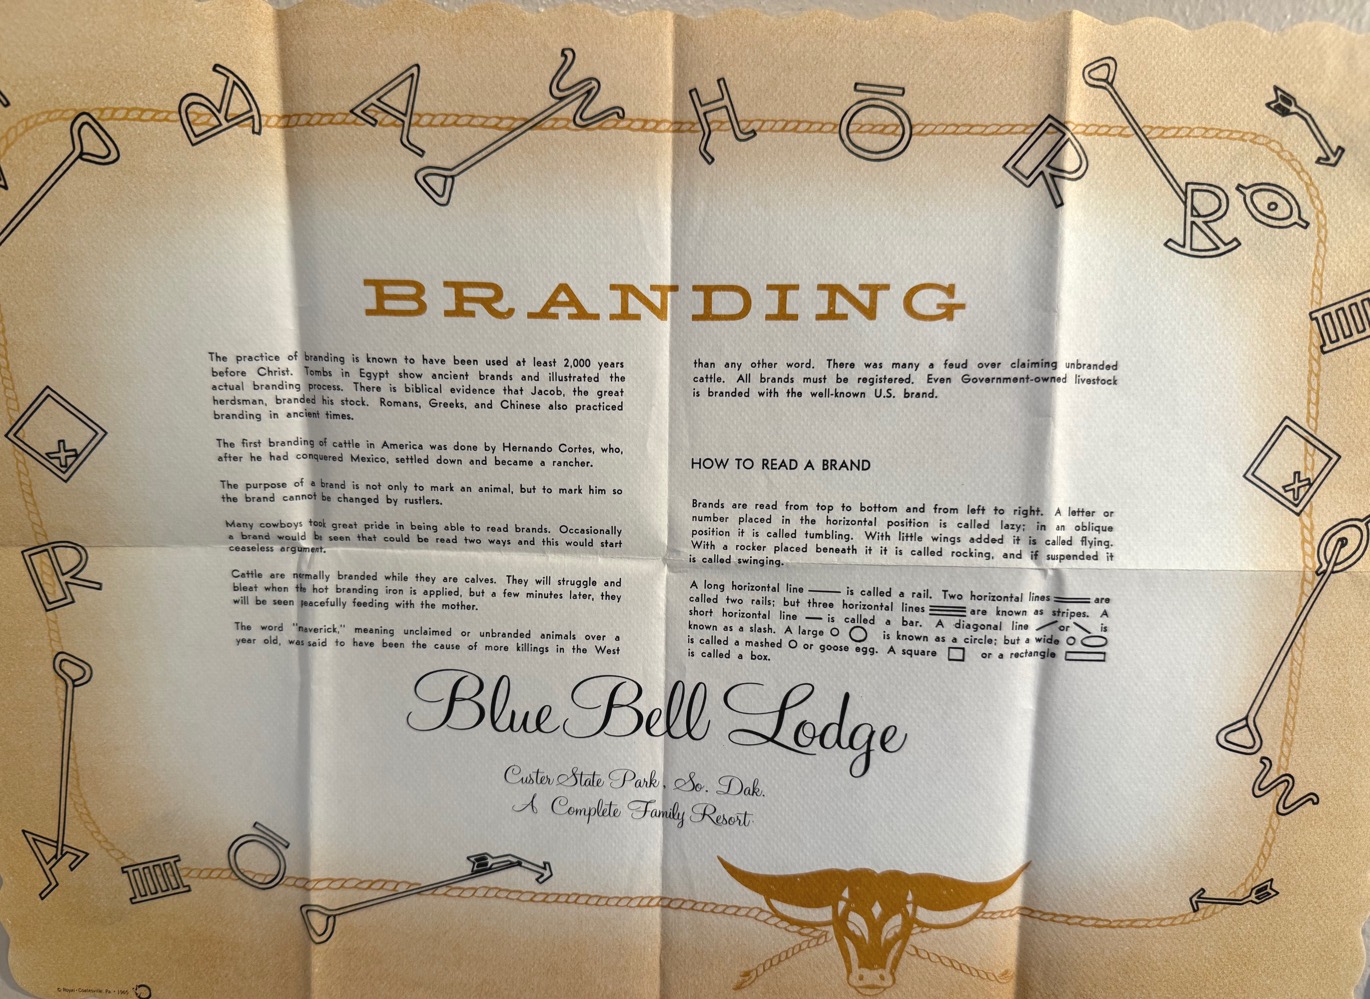 BRANDING
The practice of branding is known to have been used at least 2,000 years
before Christ. Tombs in Egypt show ancient brands and illustrated the
actual branding process. There is biblical evidence that Jacob, the great
herdsman, branded his stock. Romans, Greeks, and Chinese also practiced
branding in ancient times.
The first branding of cattle in America was done by Hernando Cortes, who,
after he had conquered Mexico, settled down and became a rancher.
The purpose of a brand is not only to mark an animal, but to mark him so
the brand cannot be changed by rustlers.
Many cowboys took great pride in being able to read brands. Occasionally
a brand would be seen that could be read two ways and this would start
ceaseless argument.
Cattle are normally branded while they are calves. They will struggle and
bleat when the hot branding iron is applied, but a few minutes later, they
will be seen peacefully feeding with the mother.
The word "maverick," meaning unclaimed or unbranded animals over a
year old, was said to have been the cause of more killings in the West
than any other word. There was many a feud over claiming unbranded
cattle. All brands must be registered. Even Government-owned livestock
is branded with the well-known U.S. brand.
HOW TO READ A BRAND
Brands are read from top to bottom and from left to right. A letter or
number placed in the horizontal position is called lazy; in an oblique
position it is called tumbling. With little wings added it is called flying.
With a rocker placed beneath it it is called rocking, and if suspended it
is called swinging.
A long horizontal line is called a rail. Two horizontal lines are
called two rails; but three horizontal lines are known as stripes. A
short horizontal line is called a bar. A diagonal line or is
known as a slash. A large O is known as a circle; but a wide O
is called a mashed O or goose egg. A square or a rectangle
is called a box.
Blue Bell Lodge
Custer State Park, So. Dak.
A Complete Family Resort
© Royal-Coatesville, Pa. • 1965